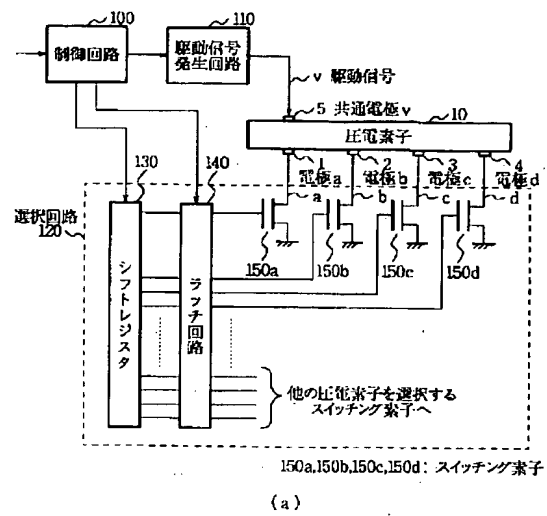 100
制御回路
110
駆動信号
発生回路
v 駆動信号
5 共通電極v
10
圧電素子
1
電極a
2
電極b
3
電極c
4
電極d
a
b
c
d
130
140
選択回路
120
シフトレジスタ
ラッチ回路
150a
150b
150c
150d
他の圧電素子を選択する
スイッチング素子へ
150a,150b,150c,150d: スイッチング素子
(a)